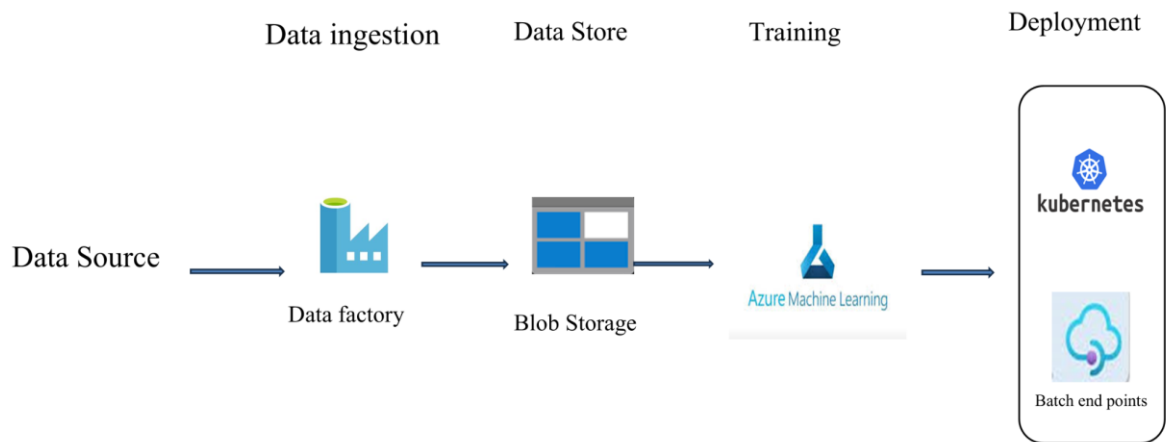 Data ingestion
Data Store
Training
Deployment
kubernetes
Data Source
Azure Machine Learning
Data factory
Blob Storage
Batch end points